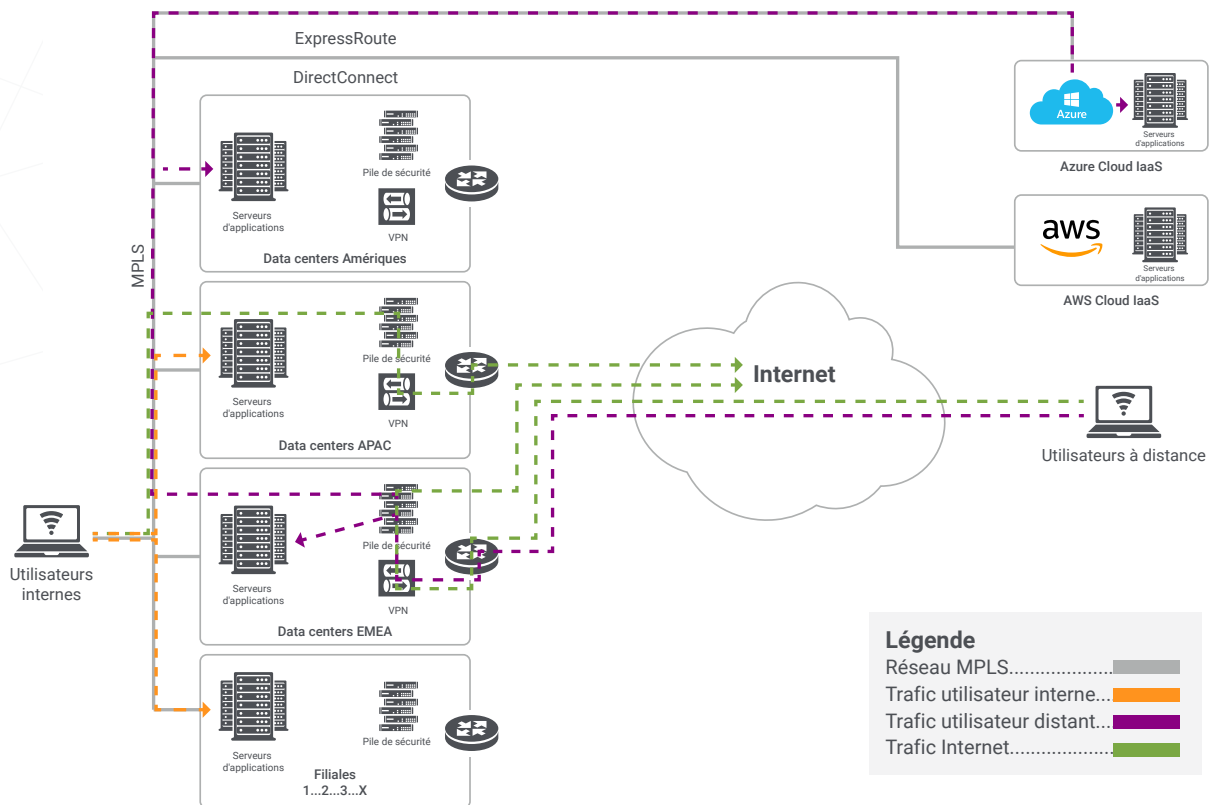 ExpressRoute
DirectConnect
MPLS
Pile de sécurité
Serveurs
d'applications
VPN
Data centers Amériques
Pile de sécurité
Serveurs
d'applications
VPN
Data centers APAC
Pile de sécurité
Serveurs
d'applications
VPN
Data centers EMEA
Pile de sécurité
Serveurs
d'applications
Filiales
1...2...3...X
Utilisateurs
internes
Internet
Azure
Serveurs
d'applications
Azure Cloud IaaS
aws
Serveurs
d'applications
AWS Cloud IaaS
Utilisateurs à distance
Légende
Réseau MPLS.....................
Trafic utilisateur interne...
Trafic utilisateur distant....
Trafic Internet.....................